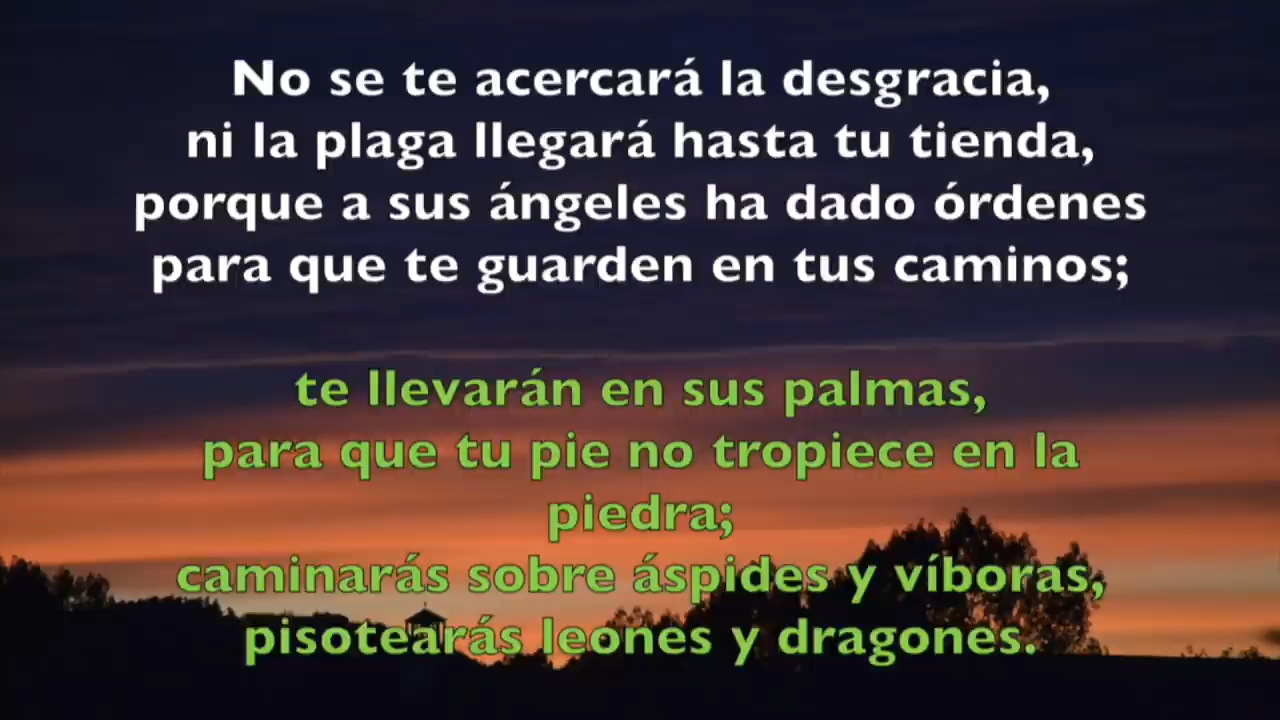 No se te acercará la desgracia,
ni la plaga llegará hasta tu tienda,
porque a sus ángeles ha dado órdenes
para que te guarden en tus caminos;
te llevarán en sus palmas,
para que tu pie no tropiece en la
piedra;
caminarás sobre áspides y víboras,
pisotearás leones y dragones.